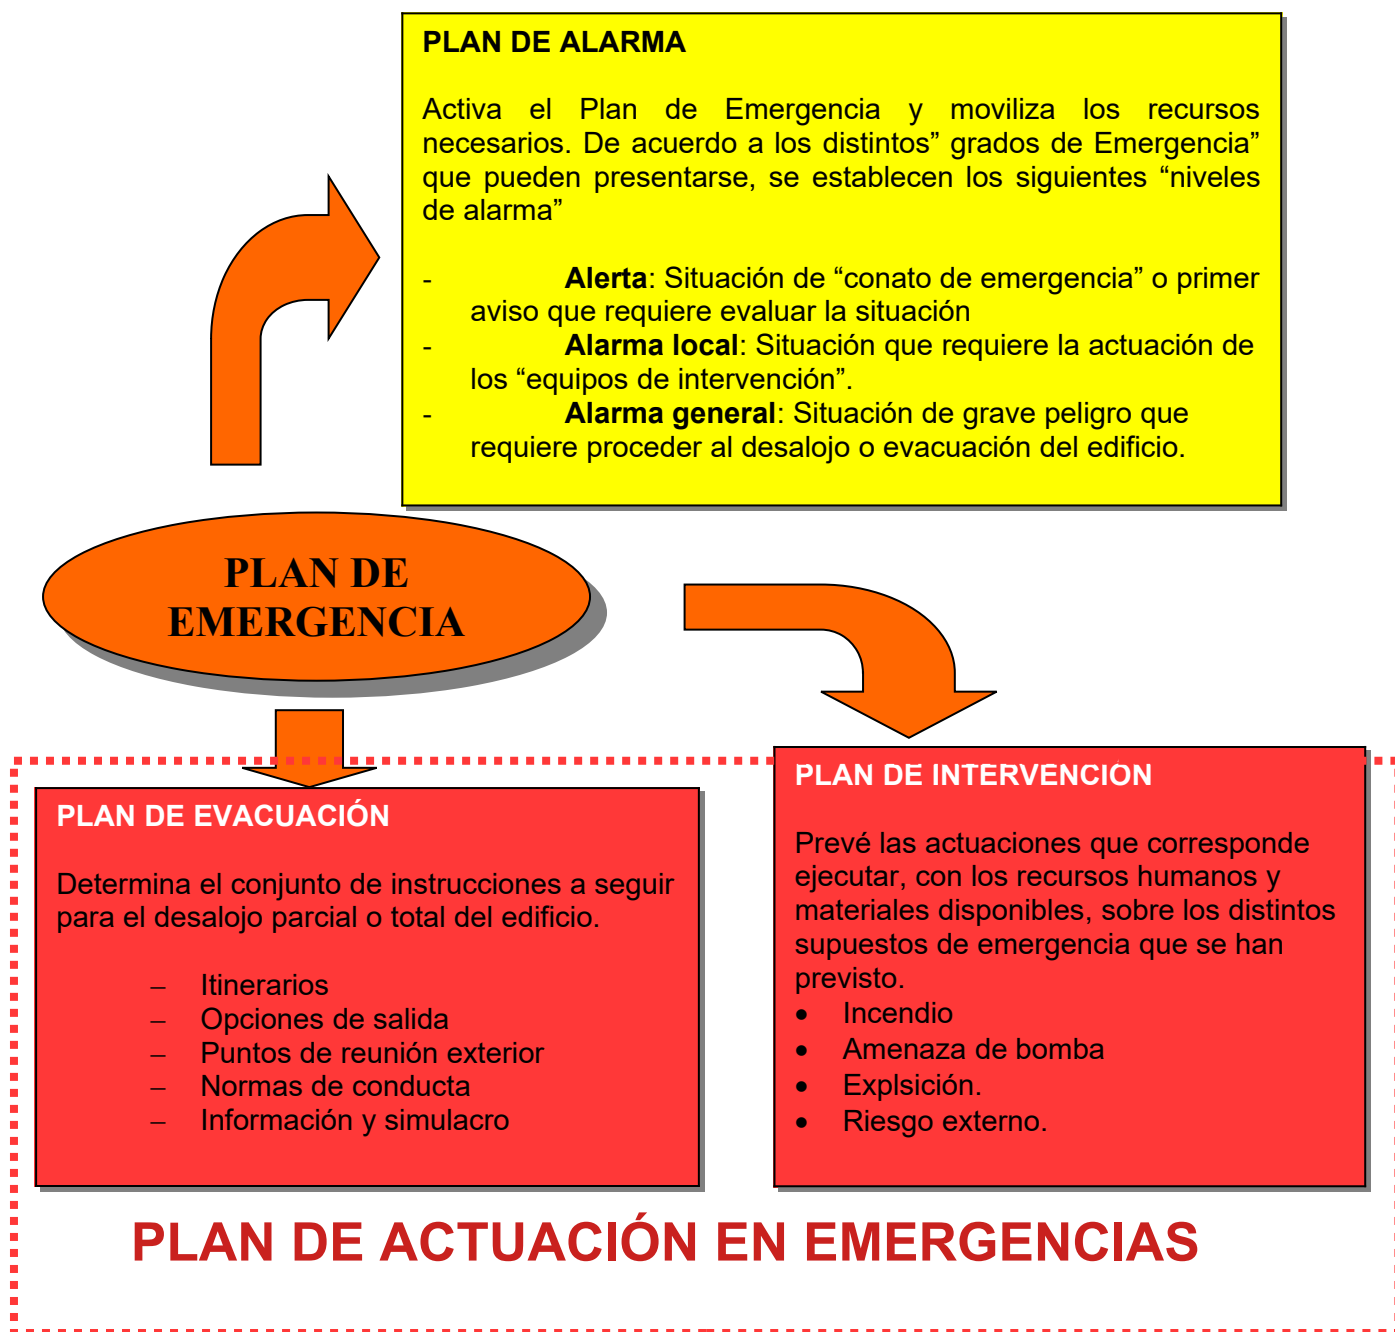 PLAN DE ALARMA
Activa el Plan de Emergencia y moviliza los recursos
necesarios. De acuerdo a los distintos” grados de Emergencia”
que pueden presentarse, se establecen los siguientes “niveles
de alarma”
- Alerta: Situación de “conato de emergencia” o primer
aviso que requiere evaluar la situación
- Alarma local: Situación que requiere la actuación de
los “equipos de intervención”.
- Alarma general: Situación de grave peligro que
requiere proceder al desalojo o evacuación del edificio.
PLAN DE
EMERGENCIA
PLAN DE EVACUACIÓN
Determina el conjunto de instrucciones a seguir
para el desalojo parcial o total del edificio.
– Itinerarios
– Opciones de salida
– Puntos de reunión exterior
– Normas de conducta
– Información y simulacro
PLAN DE INTERVENCION
Prevé las actuaciones que corresponde
ejecutar, con los recursos humanos y
materiales disponibles, sobre los distintos
supuestos de emergencia que se han
previsto.
• Incendio
• Amenaza de bomba
• Explsición.
• Riesgo externo.
PLAN DE ACTUACIÓN EN EMERGENCIAS